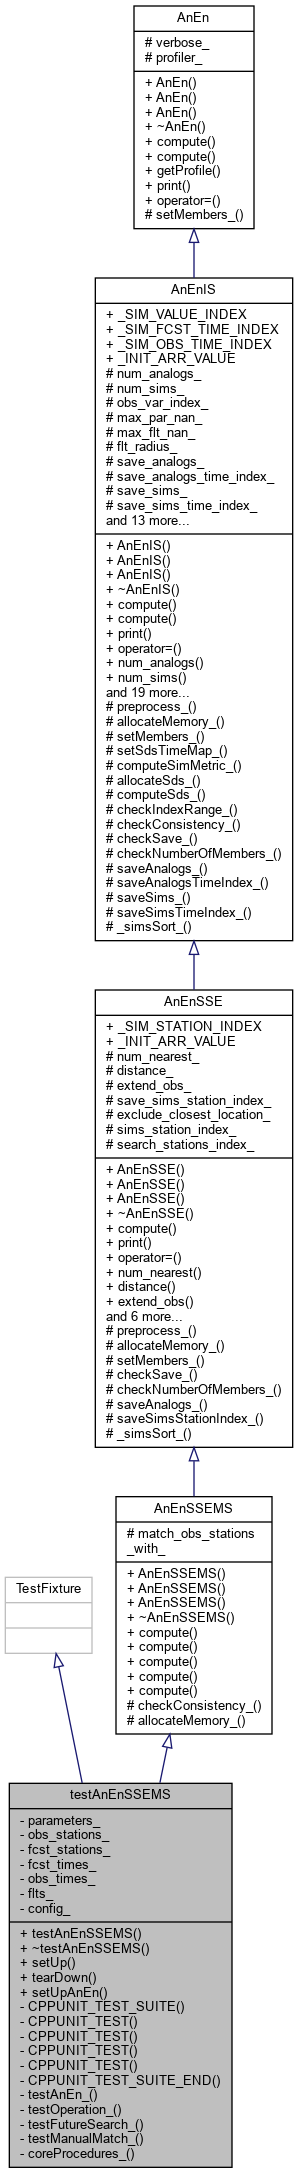 AnEn
# verbose_
# profiler_
+ AnEn()
+ AnEn()
+ AnEn()
+ ~AnEn()
+ compute()
+ compute()
+ getProfile()
+ print()
+ operator=()
# setMembers_()
AnEnIS
+ _SIM_VALUE_INDEX
+ _SIM_FCST_TIME_INDEX
+ _SIM_OBS_TIME_INDEX
+ _INIT_ARR_VALUE
# num_analogs_
# num_sims_
# obs_var_index_
# max_par_nan_
# max_flt_nan_
# flt_radius_
# save_analogs_
# save_analogs_time_index_
# save_sims_
# save_sims_time_index_
and 13 more...
+ AnEnIS()
+ AnEnIS()
+ AnEnIS()
+ ~AnEnIS()
+ compute()
+ compute()
+ print()
+ operator=()
+ num_analogs()
+ num_sims()
and 19 more...
# preprocess_()
# allocateMemory_()
# setMembers_()
# setSdsTimeMap_()
# computeSimMetric_()
# allocateSds_()
# computeSds_()
# checkIndexRange_()
# checkConsistency_()
# checkSave_()
# checkNumberOfMembers_()
# saveAnalogs_()
# saveAnalogsTimeIndex_()
# saveSims_()
# saveSimsTimeIndex_()
# _simsSort_()
AnEnSSE
+ _SIM_STATION_INDEX
+ _INIT_ARR_VALUE
# num_nearest_
# distance_
# extend_obs_
# save_sims_station_index_
# exclude_closest_location_
# sims_station_index_
# search_stations_index_
+ AnEnSSE()
+ AnEnSSE()
+ AnEnSSE()
+ ~AnEnSSE()
+ compute()
+ print()
+ operator=()
+ num_nearest()
+ distance()
+ extend_obs()
and 6 more...
# preprocess_()
# allocateMemory_()
# setMembers_()
# checkSave_()
# checkNumberOfMembers_()
# saveAnalogs_()
# saveSimsStationIndex_()
# _simsSort_()
AnEnSSEMS
# match_obs_stations
_with_
+ AnEnSSEMS()
+ AnEnSSEMS()
+ AnEnSSEMS()
+ ~AnEnSSEMS()
+ compute()
+ compute()
+ compute()
+ compute()
+ compute()
# checkConsistency_()
# allocateMemory_()
TestFixture
testAnEnSSEMS
- parameters_
- obs_stations_
- fcst_stations_
- fcst_times_
- obs_times_
- flts_
- config_
+ testAnEnSSEMS()
+ ~testAnEnSSEMS()
+ setUp()
+ tearDown()
+ setUpAnEn()
- CPPUNIT_TEST_SUITE()
- CPPUNIT_TEST()
- CPPUNIT_TEST()
- CPPUNIT_TEST()
- CPPUNIT_TEST()
- CPPUNIT_TEST_SUITE_END()
- testAnEn_()
- testOperation_()
- testFutureSearch_()
- testManualMatch_()
- coreProcedures_()